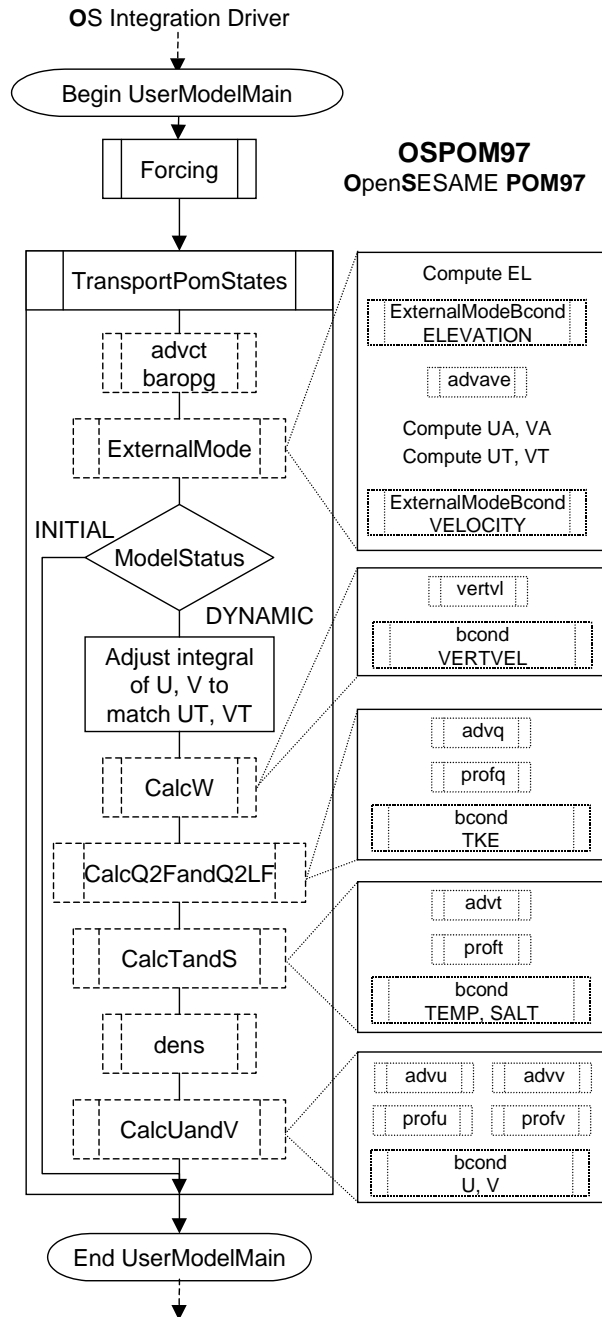 OS Integration Driver
Begin UserModelMain
Forcing
OSPOM97
OpenSESAME POM97
TransportPomStates
advct
baropg
ExternalMode
INITIAL
ModelStatus
DYNAMIC
Adjust integral
of U, V to
match UT, VT
CalcW
CalcQ2FandQ2LF
CalcTandS
dens
CalcUandV
End UserModelMain
Compute EL
ExternalModeBcond
ELEVATION
advave
Compute UA, VA
Compute UT, VT
ExternalModeBcond
VELOCITY
vertvl
bcond
VERTVEL
advq
profq
bcond
TKE
advt
proft
bcond
TEMP, SALT
advu advv
profu profv
bcond
U, V